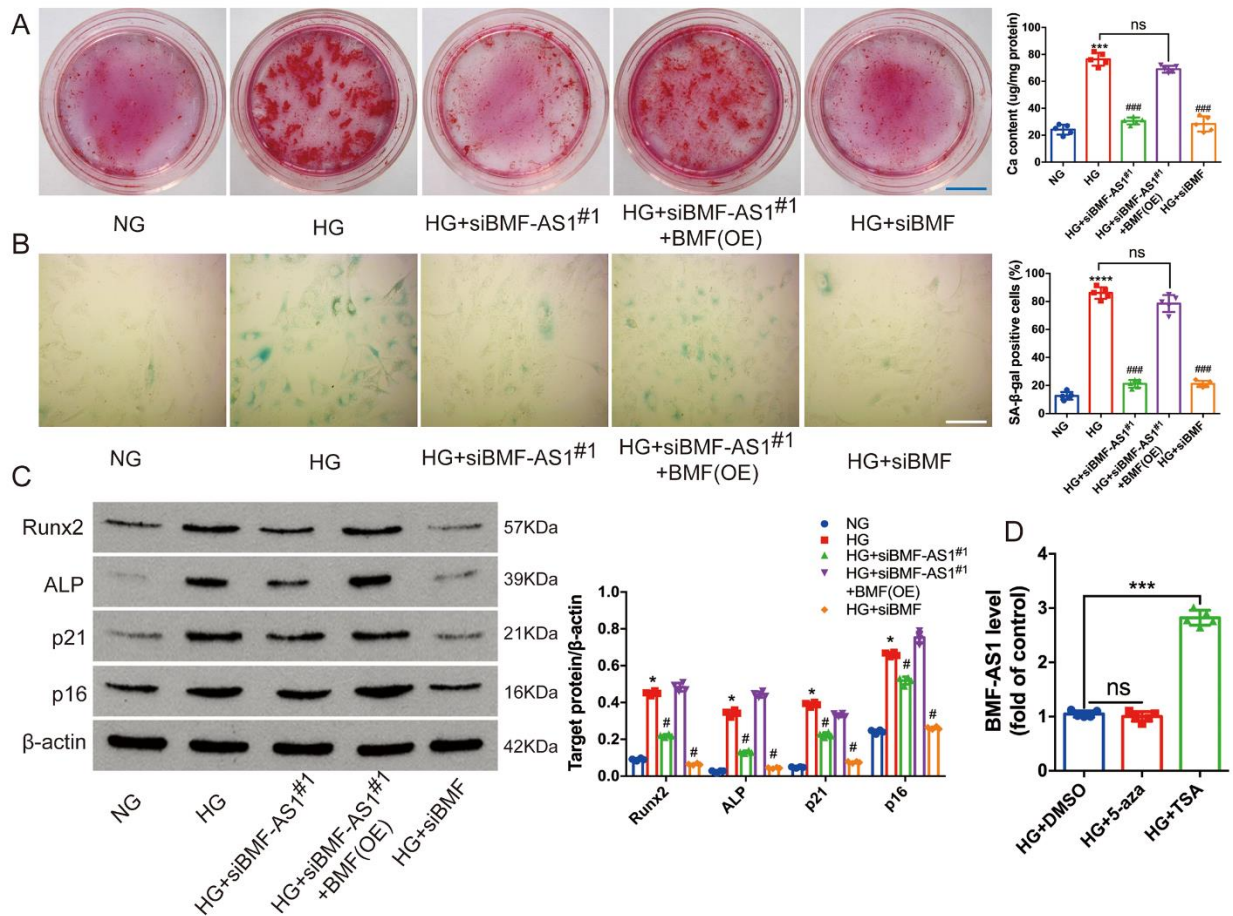 A
NG
HG
HG+siBMF-AS1#1
HG+siBMF-AS1#1
+BMF(OE)
HG+siBMF
Ca content (ug/mg protein)
100
80
60
40
20
0
***
ns
###
###
NG
HG
HG+siBMF-AS1#1
HG+siBMF-AS1#1
+BMF(OE)
HG+siBMF
B
NG
HG
HG+siBMF-AS1#1
HG+siBMF-AS1#1
+BMF(OE)
HG+siBMF
SA-β-gal positive cells (%)
100
80
60
40
20
0
****
ns
###
###
NG
HG
HG+siBMF-AS1#1
HG+siBMF-AS1#1
+BMF(OE)
HG+siBMF
C
Runx2
57KDa
ALP
39KDa
p21
21KDa
p16
16KDa
β-actin
42KDa
NG
HG
HG+siBMF-AS1#1
HG+siBMF-AS1#1
+BMF(OE)
HG+siBMF
NG
HG
HG+siBMF-AS1#1
HG+siBMF-AS1#1
+BMF(OE)
HG+siBMF
Target protein/β-actin
1.0
0.8
0.6
0.4
0.2
0.0
*
#
#
*
#
#
*
#
#
*
#
#
Runx2
ALP
p21
p16
D
BMF-AS1 level
(fold of control)
4
3
2
1
0
***
ns
HG+DMSO
HG+5-aza
HG+TSA